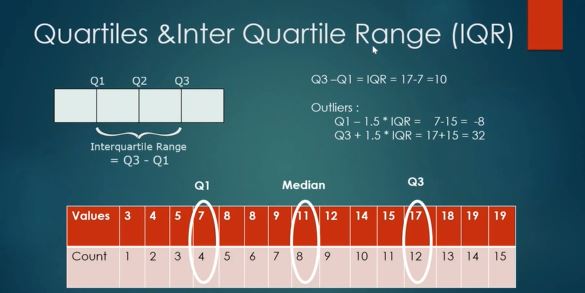 Quartiles &Inter Quartile Range (IQR)
Q1 Q2 Q3
Interquartile Range
= Q3 - Q1
Q3 –Q1 = IQR = 17-7 =10
Outliers :
Q1 – 1.5 * IQR = 7-15 = -8
Q3 + 1.5 * IQR = 17+15 = 32
Q1 Median Q3
Values 3 4 5 7 8 8 9 11 12 14 15 17 18 19 19
Count 1 2 3 4 5 6 7 8 9 10 11 12 13 14 15